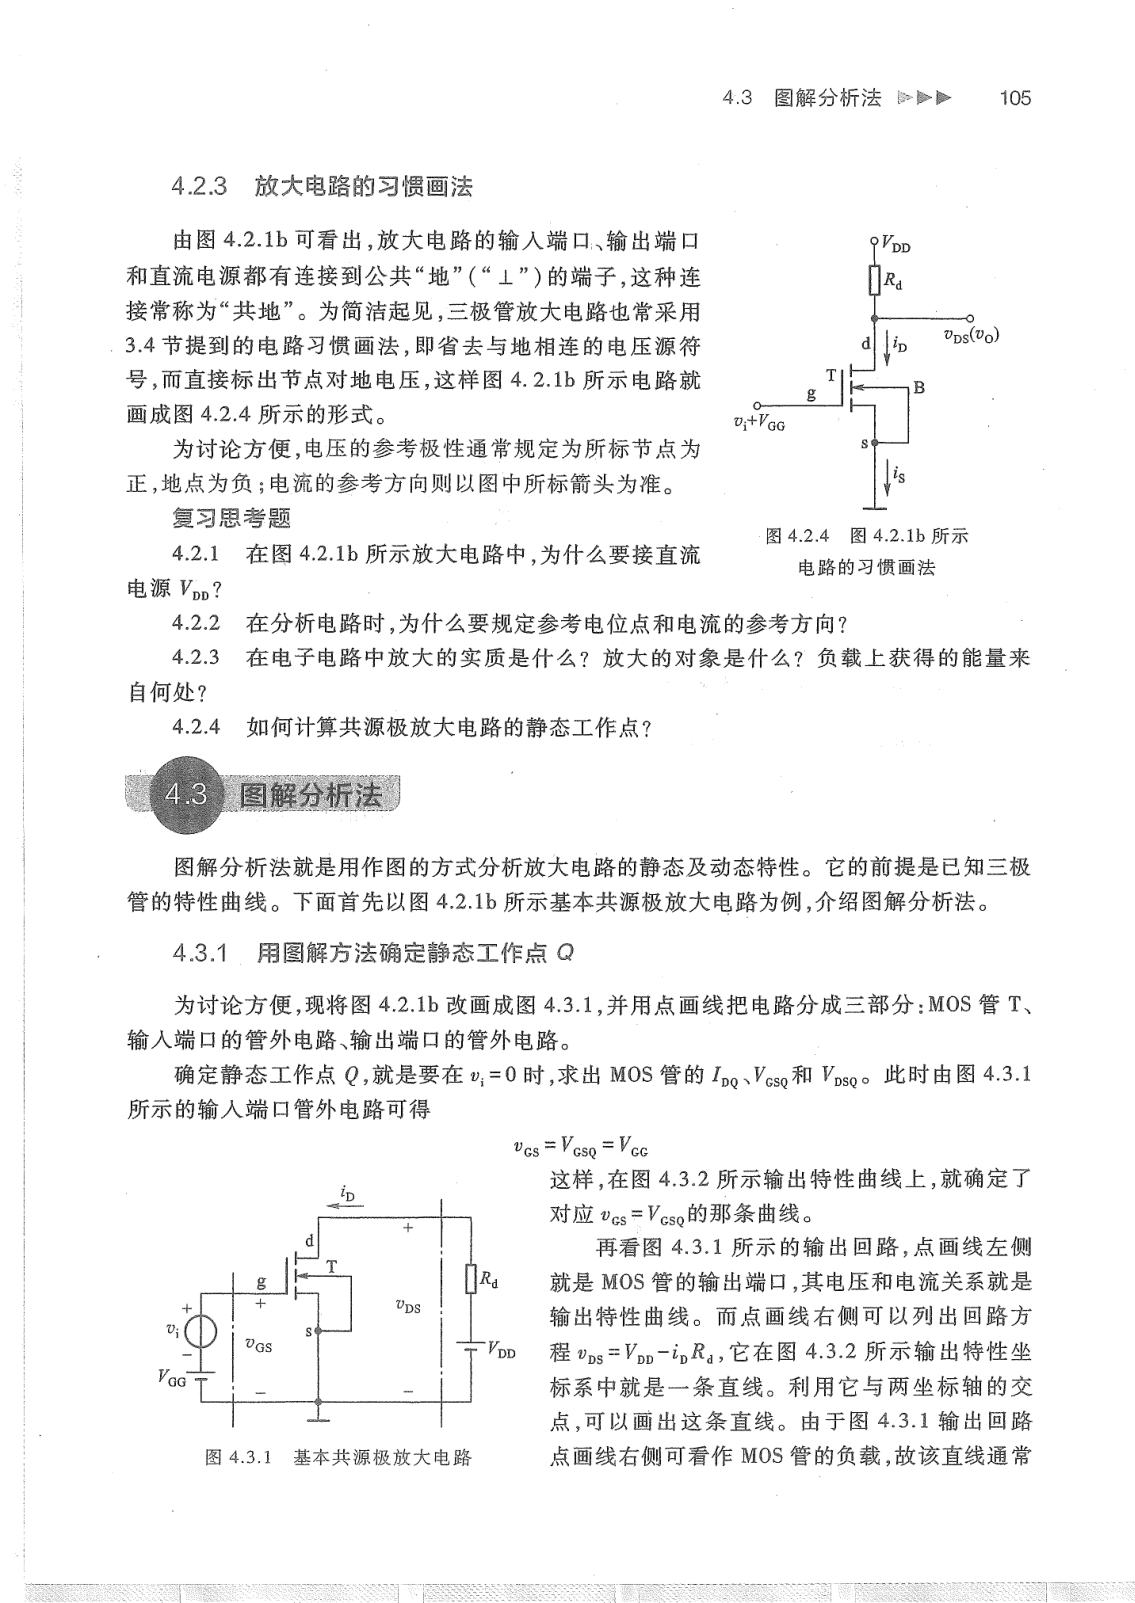 4.3 图解分析法 105
4.2.3 放大电路的习惯画法
由图 4.2.1b 可看出,放大电路的输入端口、输出端口
和直流电源都有连接到公共“地”(“⊥”)的端子,这种连
接常称为“共地”。为简洁起见,三极管放大电路也常采用
3.4 节提到的电路习惯画法,即省去与地相连的电压源符
号,而直接标出节点对地电压,这样图 4.2.1b 所示电路就
画成图 4.2.4 所示的形式。
为讨论方便,电压的参考极性通常规定为所标节点为
正,地点为负;电流的参考方向则以图中所标箭头为准。
V_DD
R_d
v_DS(v_O)
d
i_D
T
B
g
v_i+V_GG
s
i_S
图 4.2.4 图 4.2.1b 所示
电路的习惯画法
复习思考题
4.2.1 在图 4.2.1b 所示放大电路中,为什么要接直流
电源 V_DD?
4.2.2 在分析电路时,为什么要规定参考电位点和电流的参考方向?
4.2.3 在电子电路中放大的实质是什么? 放大的对象是什么? 负载上获得的能量来
自何处?
4.2.4 如何计算共源极放大电路的静态工作点?
4.3 图解分析法
图解分析法就是用作图的方式分析放大电路的静态及动态特性。它的前提是已知三极
管的特性曲线。下面首先以图 4.2.1b 所示基本共源极放大电路为例,介绍图解分析法。
4.3.1 用图解方法确定静态工作点 Q
为讨论方便,现将图 4.2.1b 改画成图 4.3.1,并用点画线把电路分成三部分:MOS 管 T、
输入端口的管外电路、输出端口的管外电路。
确定静态工作点 Q,就是要在 v_i=0 时,求出 MOS 管的 I_DQ、V_GSQ和 V_DSQ。此时由图 4.3.1
所示的输入端口管外电路可得
v_GS=V_GSQ=V_GG
这样,在图 4.3.2 所示输出特性曲线上,就确定了
对应 v_GS=V_GSQ的那条曲线。
再看图 4.3.1 所示的输出回路,点画线左侧
就是 MOS 管的输出端口,其电压和电流关系就是
输出特性曲线。而点画线右侧可以列出回路方
程 v_DS=V_DD-i_DR_d,它在图 4.3.2 所示输出特性坐
标系中就是一条直线。利用它与两坐标轴的交
点,可以画出这条直线。由于图 4.3.1 输出回路
点画线右侧可看作 MOS 管的负载,故该直线通常
i_D
+
d
T
g
+
R_d
v_DS
+
v_i
s
v_GS
-
V_DD
V_GG
-
-
图 4.3.1 基本共源极放大电路